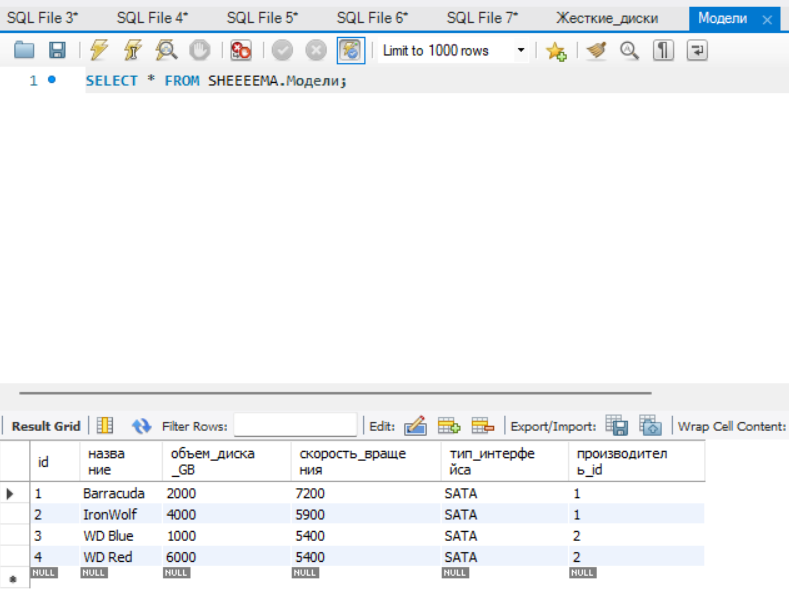 SQL File 3* SQL File 4* SQL File 5* SQL File 6* SQL File 7* Жесткие_диски Модели
Limit to 1000 rows
1 SELECT * FROM SHEEEEMA.Модели;
Result Grid Filter Rows: Edit: Export/Import: Wrap Cell Content:
id назва объем_диска скорость_враще тип_интерфе производител
ние _GB ния йса ь_id
1 Barracuda 2000 7200 SATA 1
2 IronWolf 4000 5900 SATA 1
3 WD Blue 1000 5400 SATA 2
4 WD Red 6000 5400 SATA 2
NULL NULL NULL NULL NULL NULL